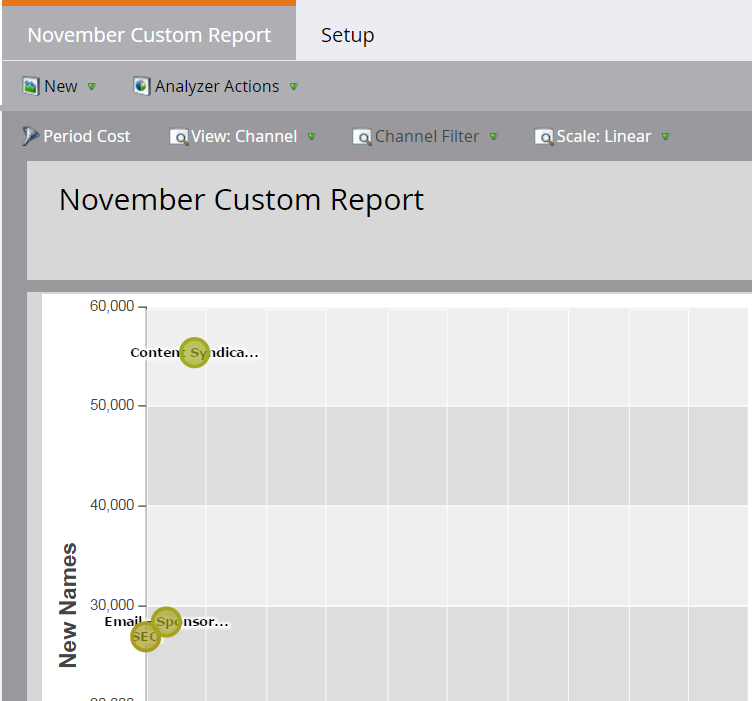 November Custom Report Setup
New Analyzer Actions
Period Cost View: Channel Channel Filter Scale: Linear
November Custom Report
60,000
Content Syndica...
50,000
40,000
New Names
30,000
Email - Sponsor...
SEO